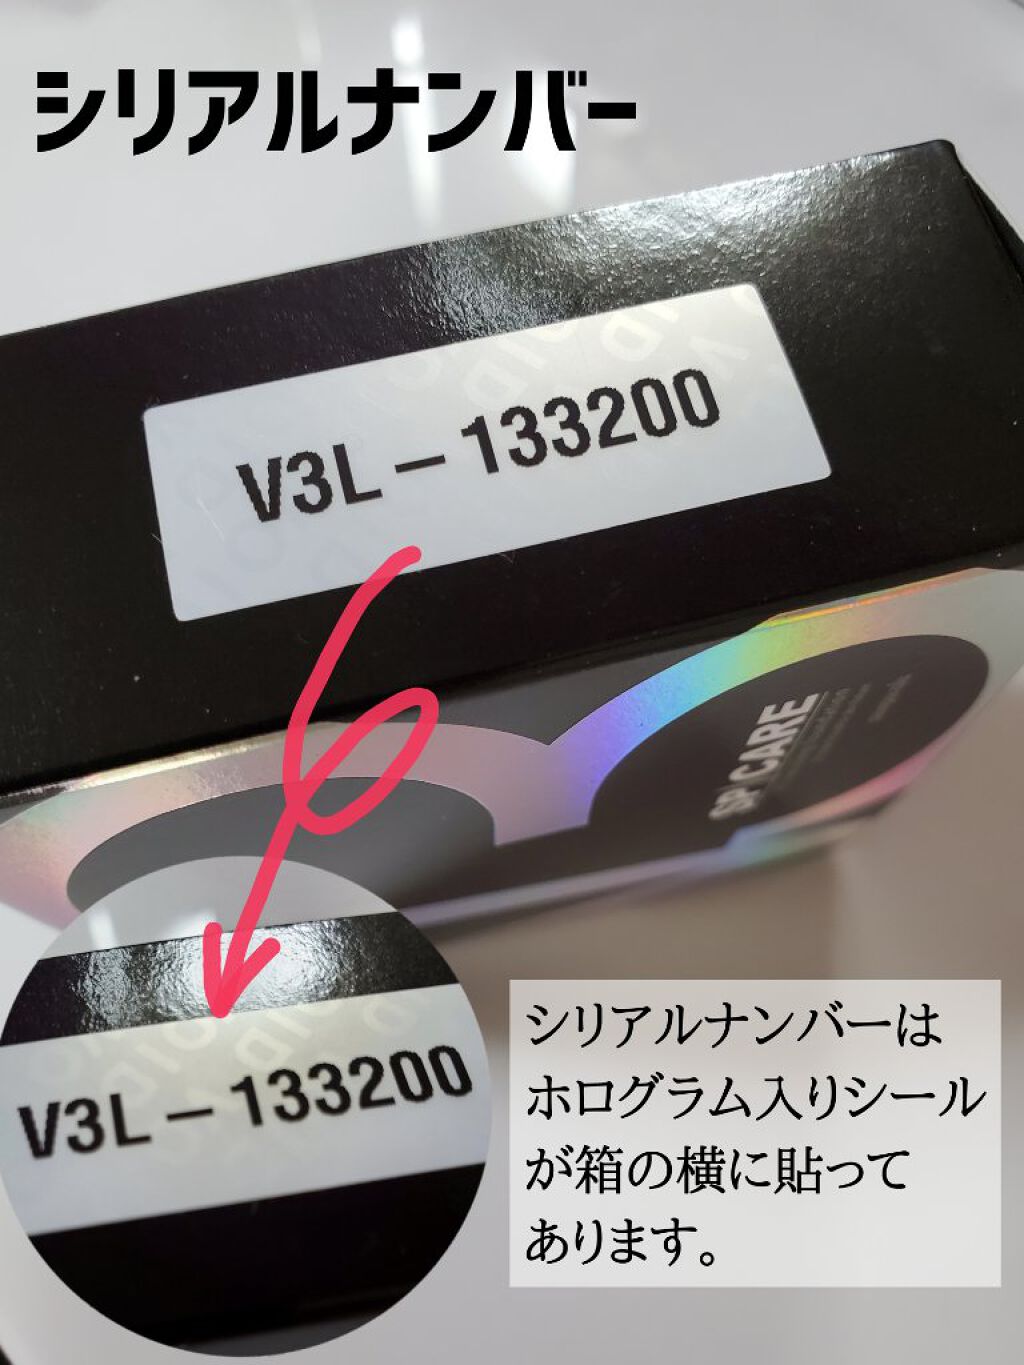 シリアルナンバー
V3L-133200
CARE
V3L-133200
シリアルナンバーは
ホログラム入りシール
が箱の横に貼って
あります。